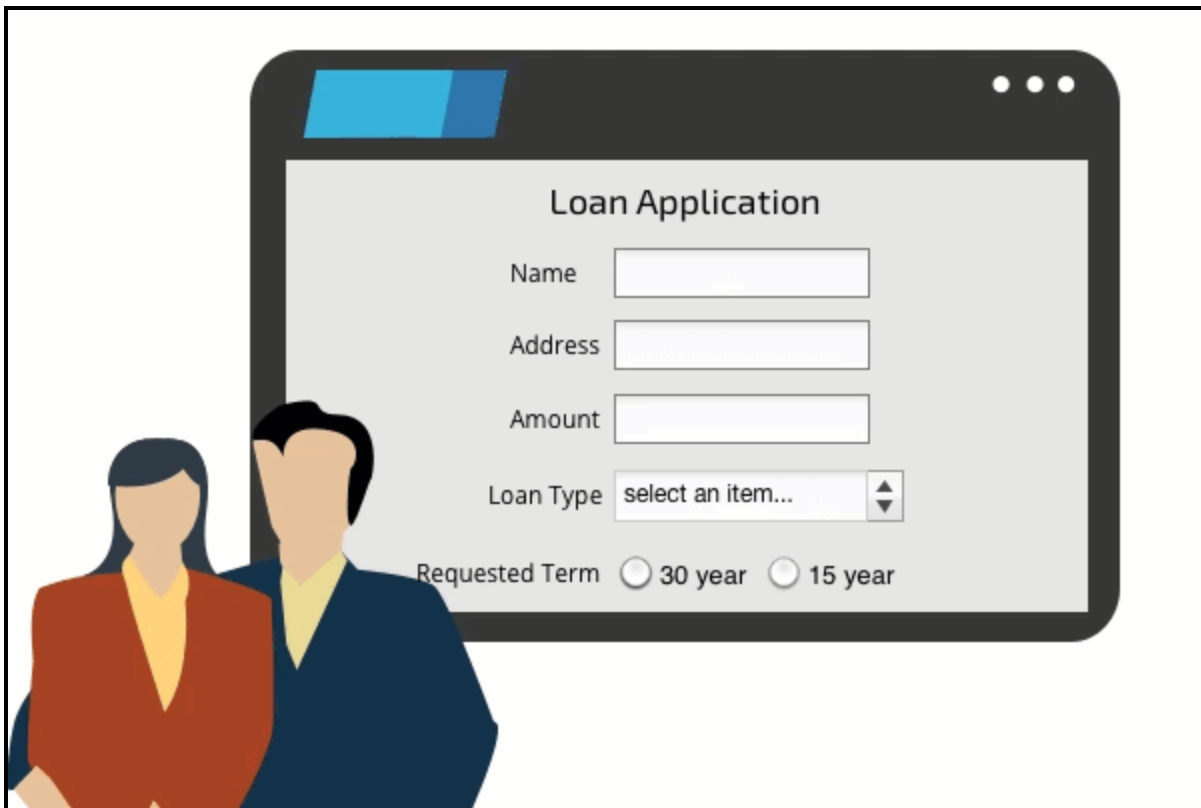 Loan Application
Name
Address
Amount
Loan Type select an item...
Requested Term 30 year 15 year